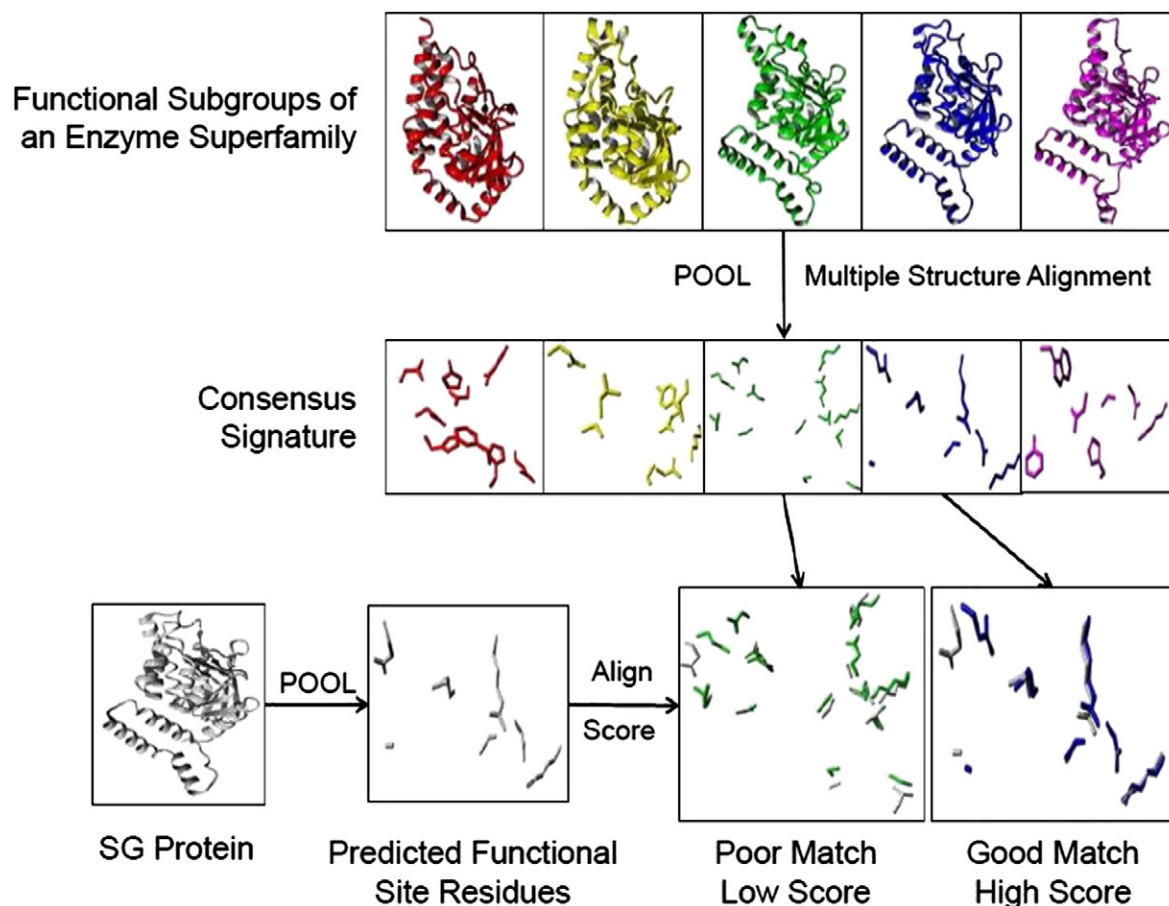 Functional Subgroups of
an Enzyme Superfamily
POOL
Multiple Structure Alignment
Consensus
Signature
POOL
Align
Score
SG Protein
Predicted Functional
Site Residues
Poor Match
Low Score
Good Match
High Score